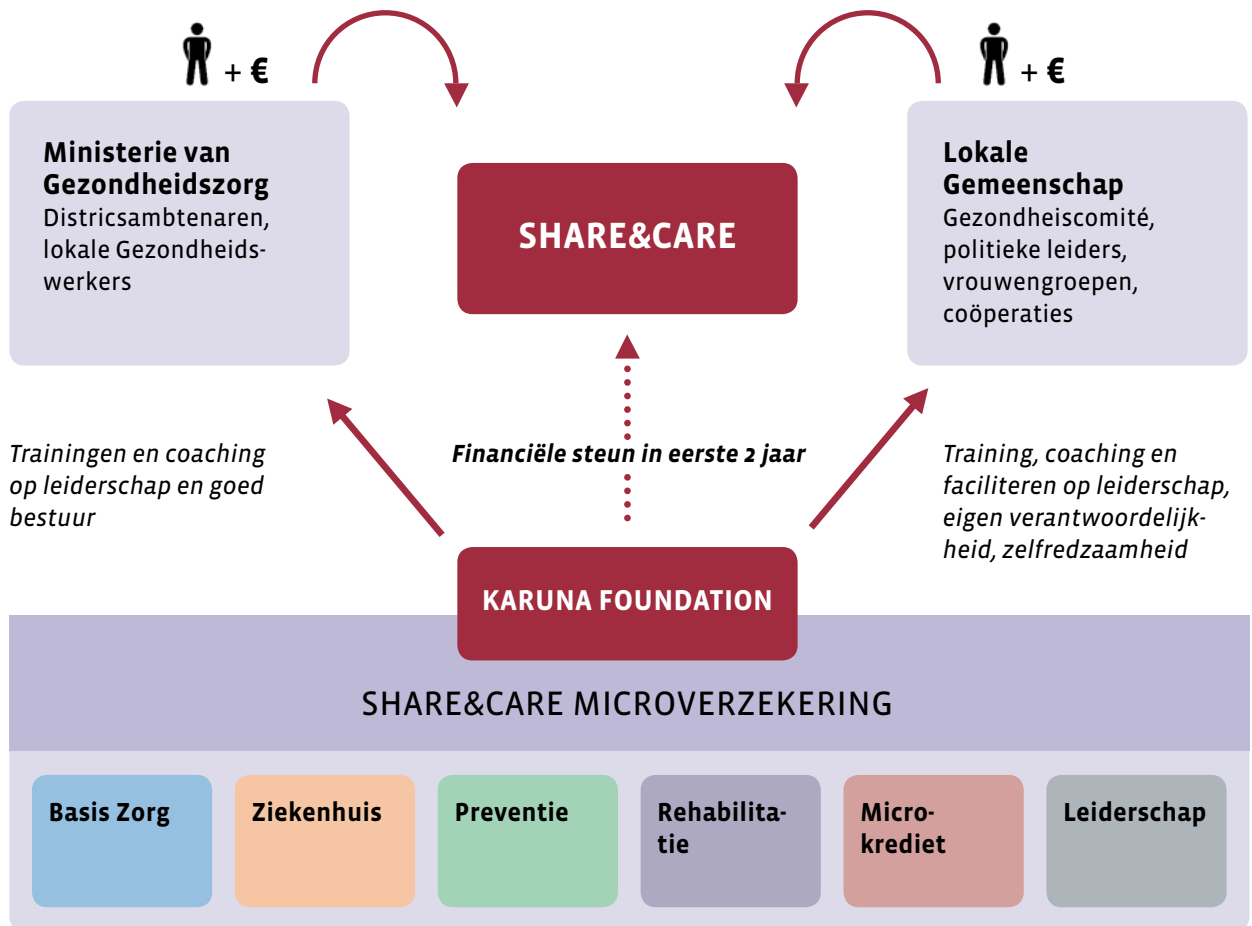 + €
+ €
Ministerie van
Gezondheidszorg
Districsambtenaren,
lokale Gezondheids-
werkers
SHARE&CARE
Lokale
Gemeenschap
Gezondheiscomité,
politieke leiders,
vrouwengroepen,
coöperaties
Trainingen en coaching
op leiderschap en goed
bestuur
Financiële steun in eerste 2 jaar
Training, coaching en
faciliteren op leiderschap,
eigen verantwoordelijk-
heid, zelfredzaamheid
KARUNA FOUNDATION
SHARE&CARE MICROVERZEKERING
Basis Zorg
Ziekenhuis
Preventie
Rehabilita-
tie
Micro-
krediet
Leiderschap